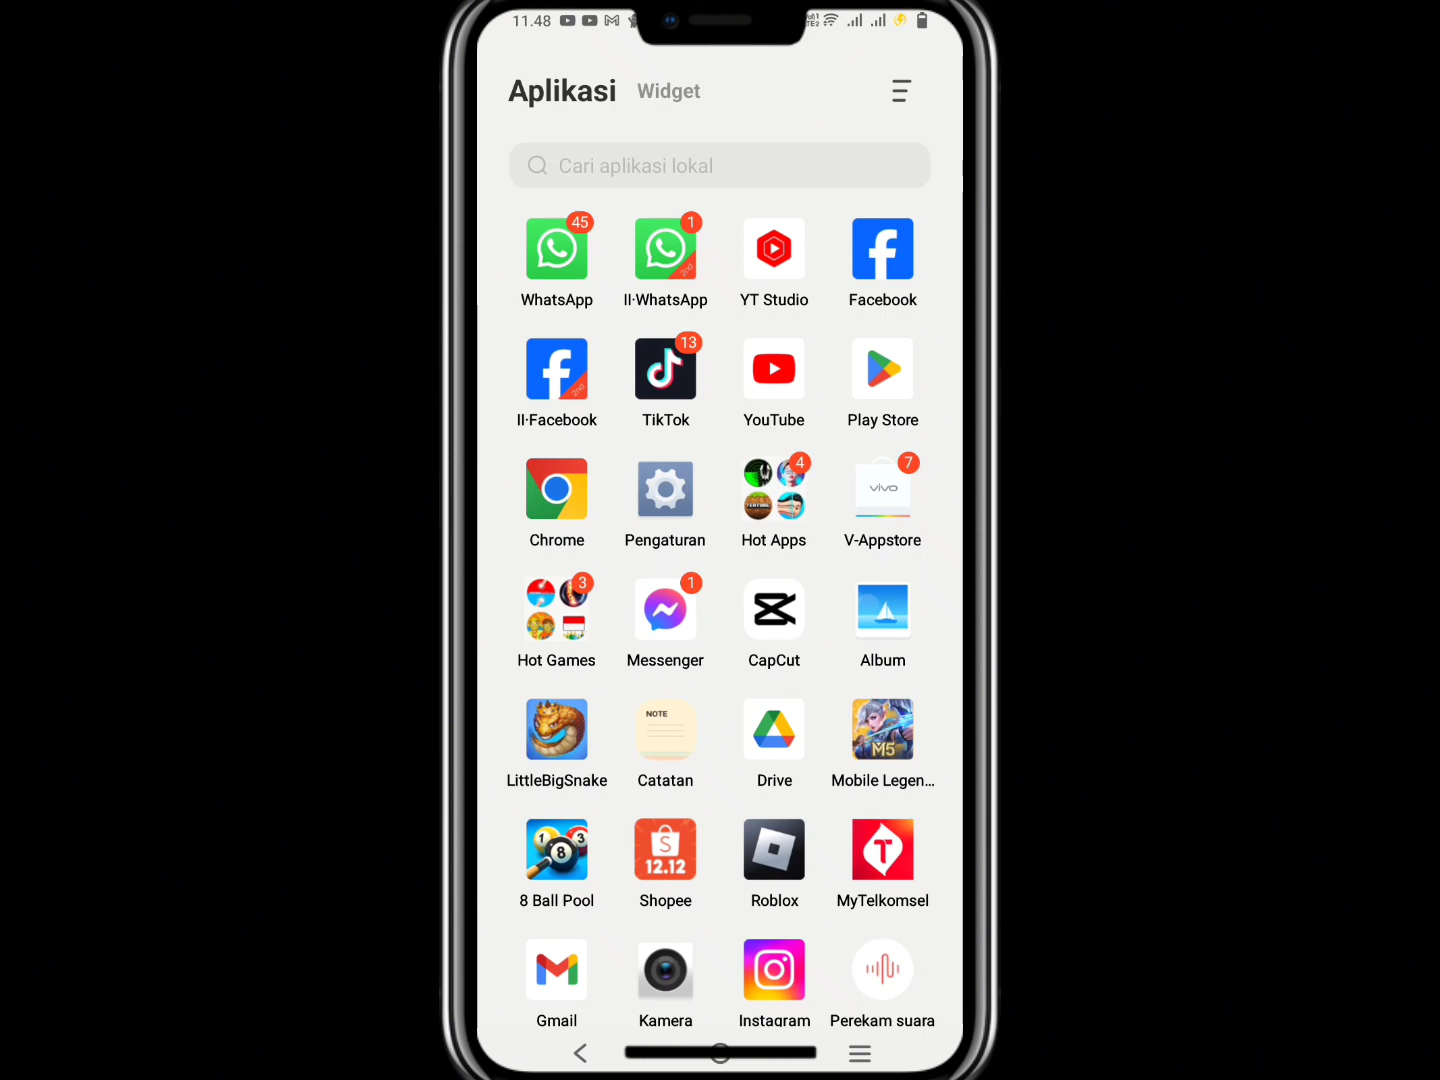 11.48
Aplikasi Widget
Cari aplikasi lokal
45 1
2nd
WhatsApp II·WhatsApp YT Studio Facebook
13
2nd
II·Facebook TikTok YouTube Play Store
4 7
vivo
Chrome Pengaturan Hot Apps V-Appstore
3 1
Hot Games Messenger CapCut Album
NOTE
M5
LittleBigSnake Catatan Drive Mobile Legen...
1 3
8
S
12.12
T
8 Ball Pool Shopee Roblox MyTelkomsel
Gmail Kamera Instagram Perekam suara